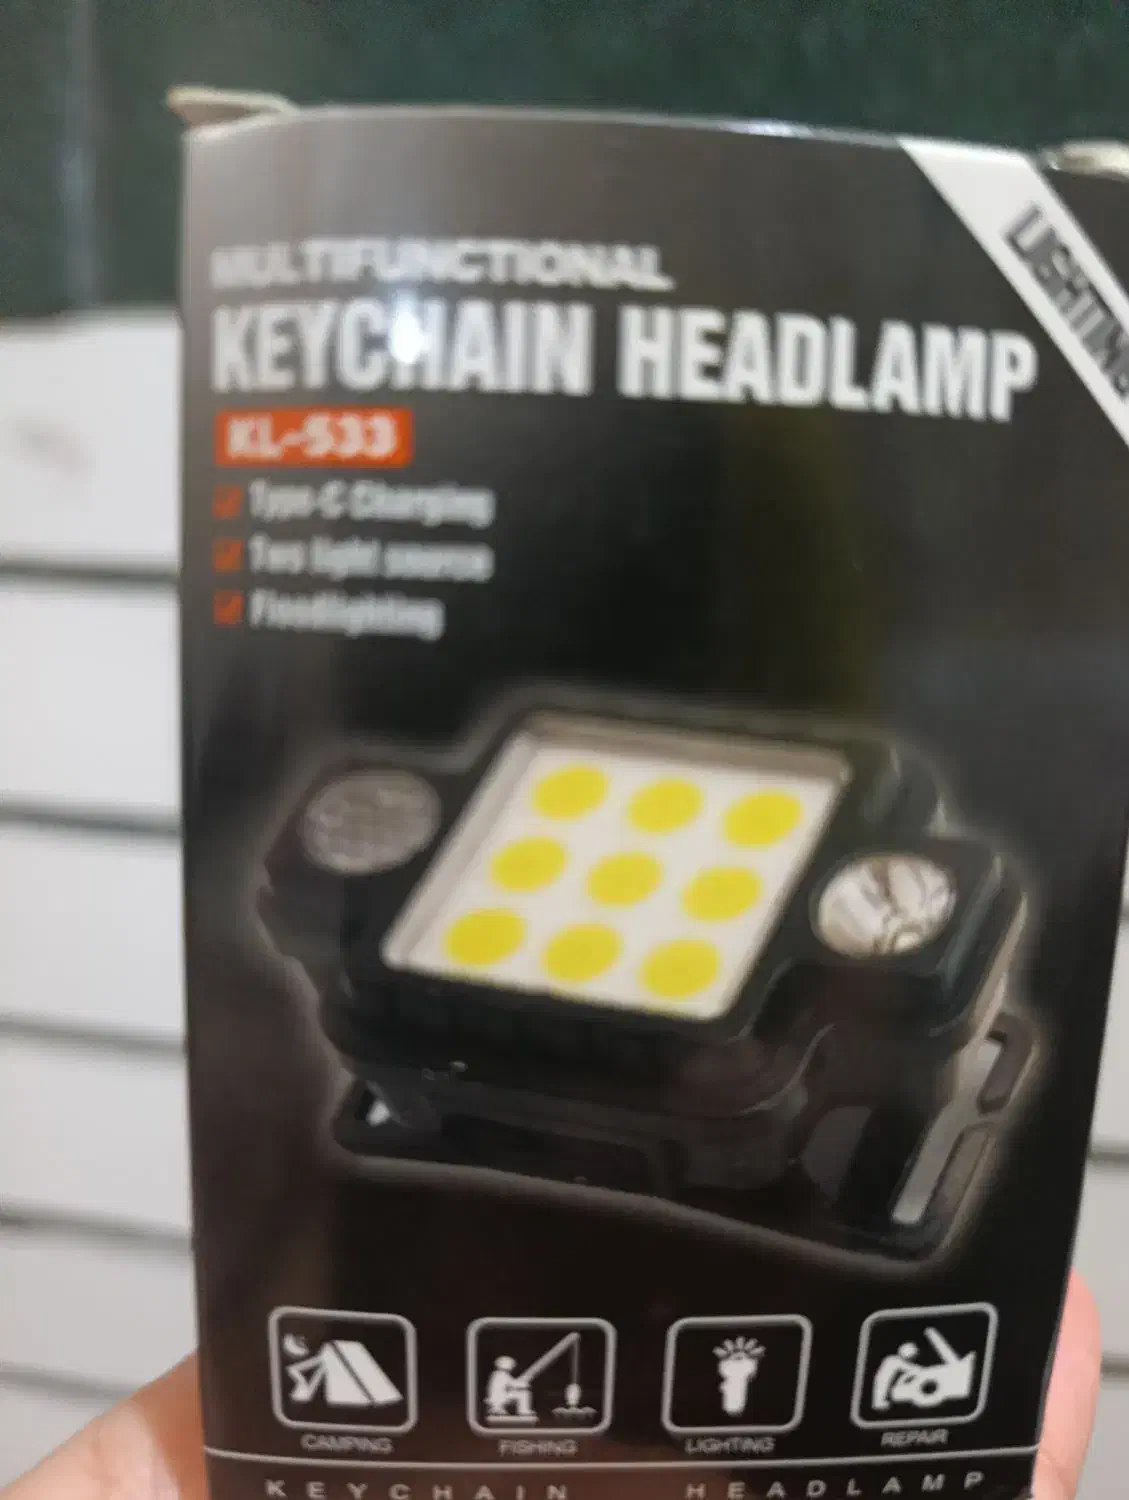 MULTIFUNCTIONAL
KEYCHAIN HEADLAMP
KL-533
Type-C Charging
Two light source
Floodlighting
CAMPING
FISHING
LIGHTING
REPAIR
KEYCHAIN HEADLAMP